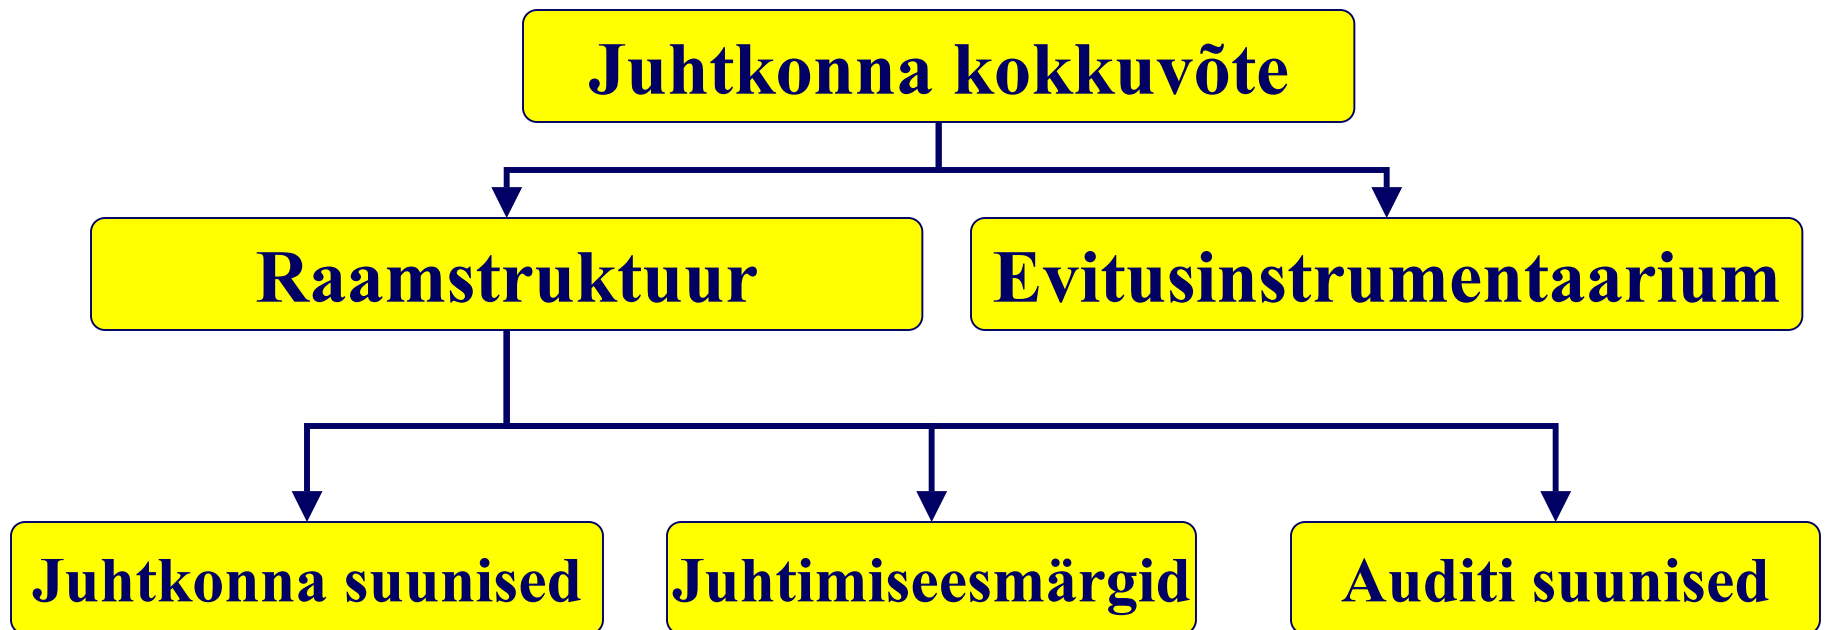 Juhtkonna kokkuvõte
Raamstruktuur
Evitusinstrumentaarium
Juhtkonna suunised
Juhtimiseesmärgid
Auditi suunised